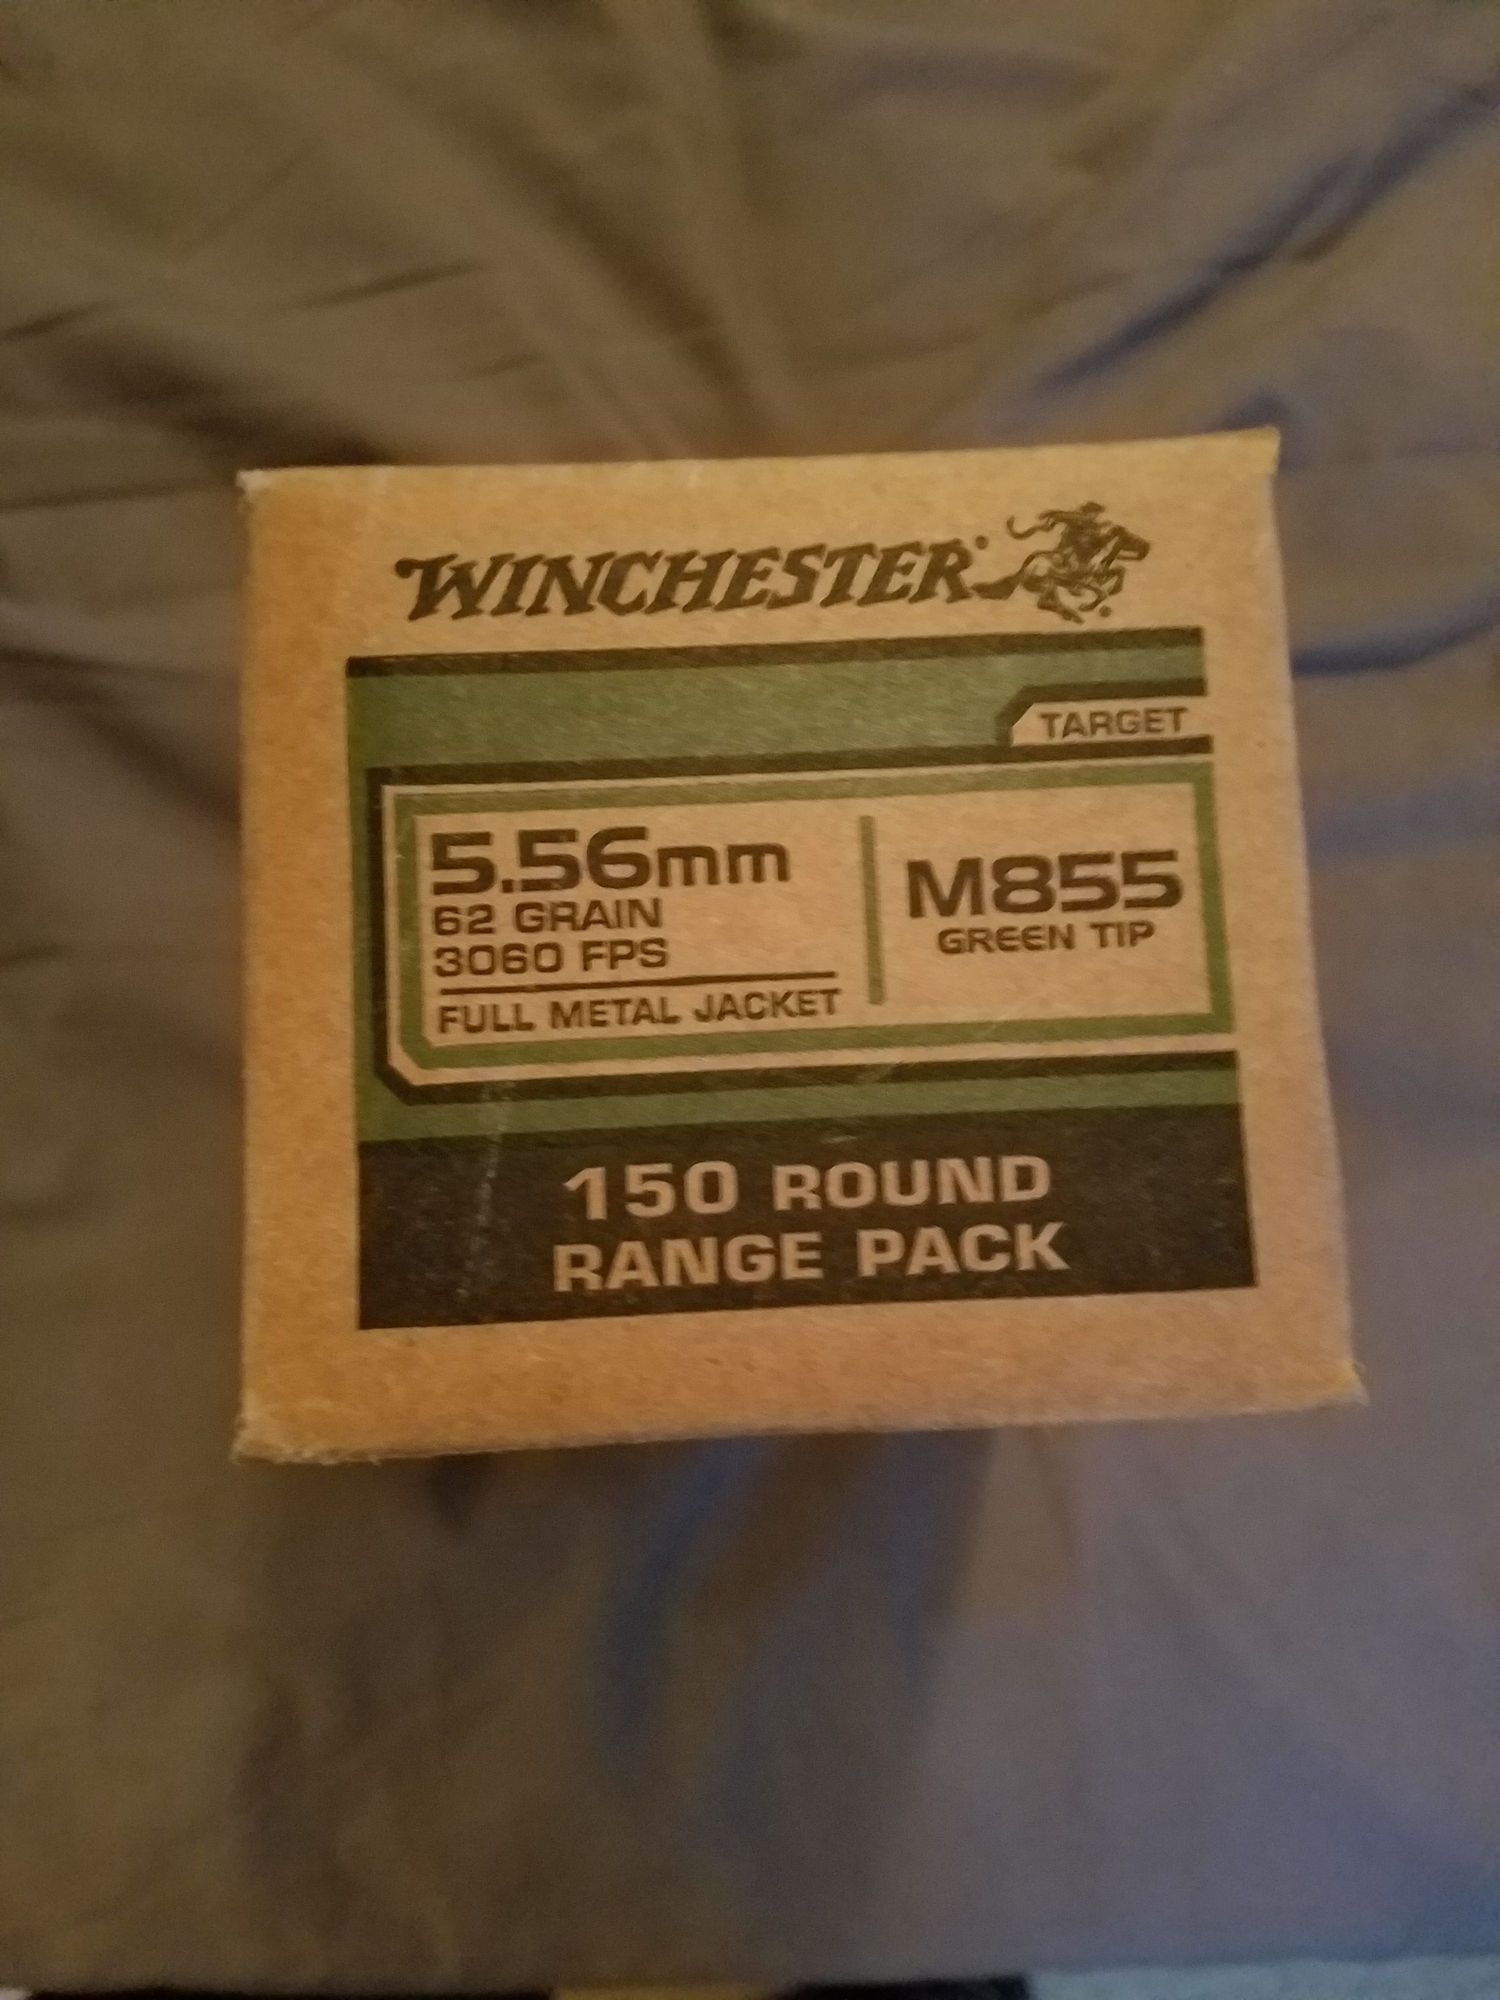 WINCHESTER®
TARGET
5.56mm
62 GRAIN
3060 FPS
FULL METAL JACKET
M855
GREEN TIP
150 ROUND
RANGE PACK